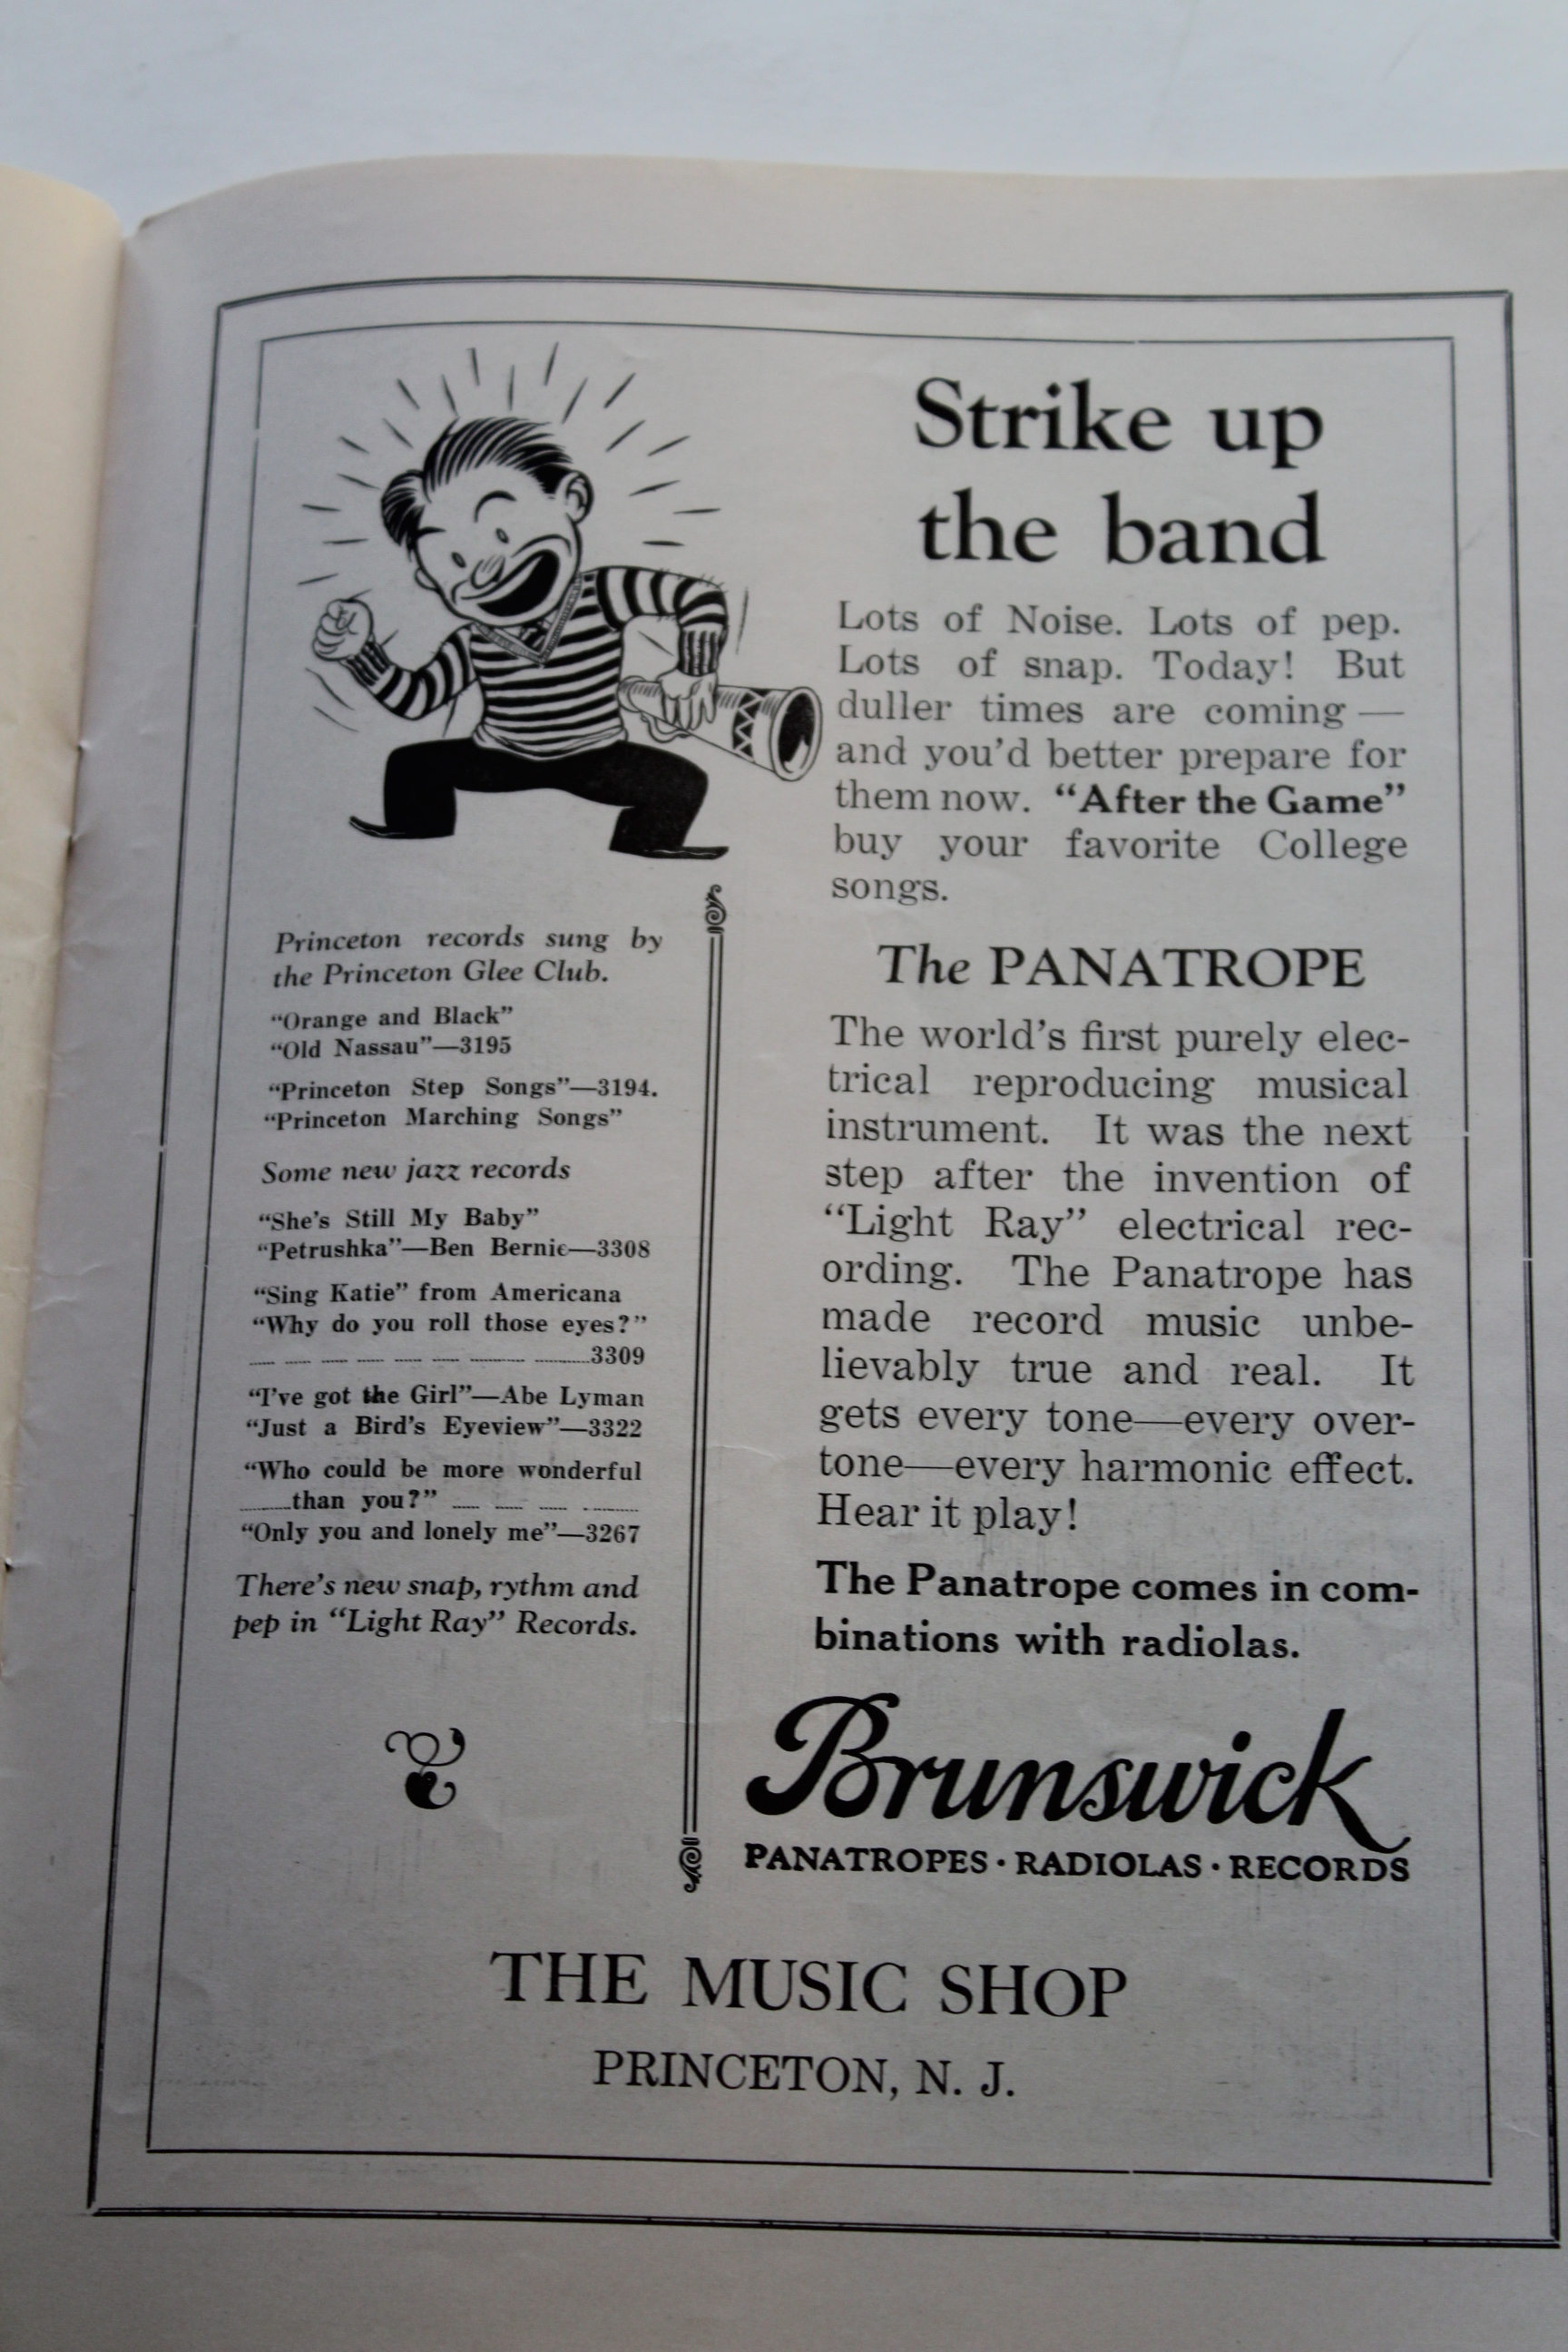 Strike up
the band
Lots of Noise. Lots of pep.
Lots of snap. Today! But
duller times are coming —
and you'd better prepare for
them now. “After the Game”
buy your favorite College
songs.
Princeton records sung by
the Princeton Glee Club.
“Orange and Black”
“Old Nassau”—3195
“Princeton Step Songs”—3194.
“Princeton Marching Songs”
Some new jazz records
“She's Still My Baby”
“Petrushka”—Ben Bernie—3308
“Sing Katie” from Americana
“Why do you roll those eyes?”
3309
“I've got the Girl”—Abe Lyman
“Just a Bird's Eyeview”—3322
“Who could be more wonderful
than you?”
“Only you and lonely me”—3267
There's new snap, rythm and
pep in “Light Ray” Records.
The PANATROPE
The world's first purely elec-
trical reproducing musical
instrument. It was the next
step after the invention of
“Light Ray” electrical rec-
ording. The Panatrope has
made record music unbe-
lievably true and real. It
gets every tone—every over-
tone—every harmonic effect.
Hear it play!
The Panatrope comes in com-
binations with radiolas.
Brunswick
PANATROPES · RADIOLAS · RECORDS
THE MUSIC SHOP
PRINCETON, N. J.